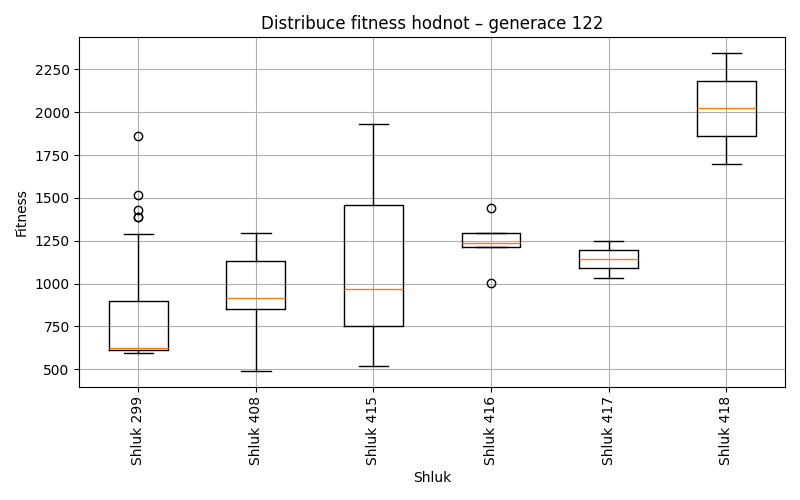 Distribuce fitness hodnot – generace 122
Fitness
2250
2000
1750
1500
1250
1000
750
500
Shluk 299
Shluk 408
Shluk 415
Shluk 416
Shluk 417
Shluk 418
Shluk